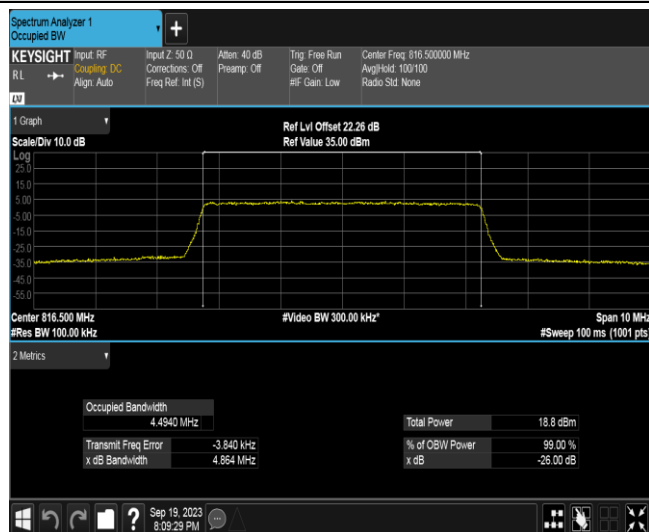 Spectrum Analyzer 1
Occupied BW
+
KEYSIGHT Input: RF Input Z: 50 Ω Atten: 40 dB Trig: Free Run Center Freq: 816.500000 MHz
RL Coupling: DC Corrections: Off Preamp: Off Gate: Off Avg|Hold: 100/100
Align: Auto Freq Ref: Int (S) #IF Gain: Low Radio Std: None
LXI
1 Graph
Ref Lvl Offset 22.26 dB
Scale/Div 10.0 dB Ref Value 35.00 dBm
Log
25.0
15.0
5.00
-5.00
-15.0
-25.0
-35.0
-45.0
-55.0
Center 816.500 MHz #Video BW 300.00 kHz* Span 10 MHz
#Res BW 100.00 kHz #Sweep 100 ms (1001 pts)
2 Metrics
Occupied Bandwidth
4.4940 MHz Total Power 18.8 dBm
Transmit Freq Error -3.840 kHz % of OBW Power 99.00 %
x dB Bandwidth 4.864 MHz x dB -26.00 dB
? Sep 19, 2023
8:09:29 PM